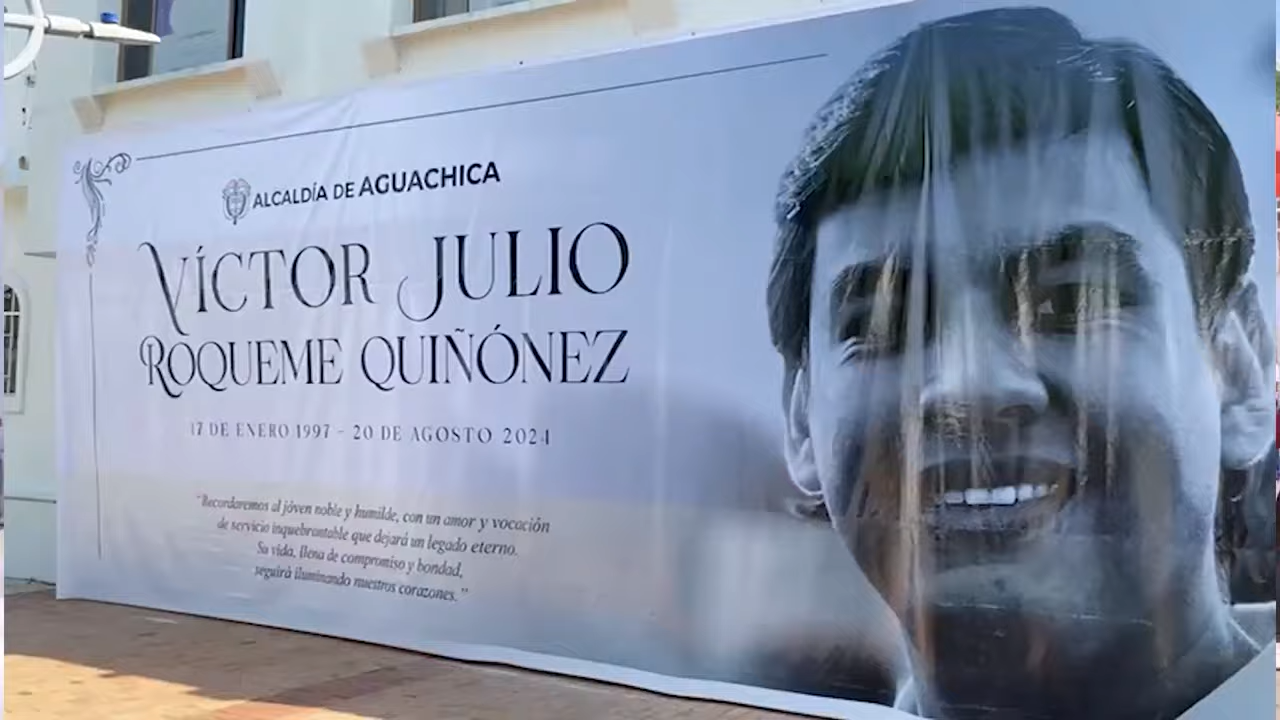 ALCALDÍA DE AGUACHICA
VÍCTOR JULIO
ROQUEME QUIÑÓNEZ
17 DE ENERO 1997 - 20 DE AGOSTO 2024
"Recordaremos al jóven noble y humilde, con un amor y vocación
de servicio inquebrantable que dejará un legado eterno.
Su vida, llena de compromiso y bondad,
seguirá iluminando nuestros corazones."